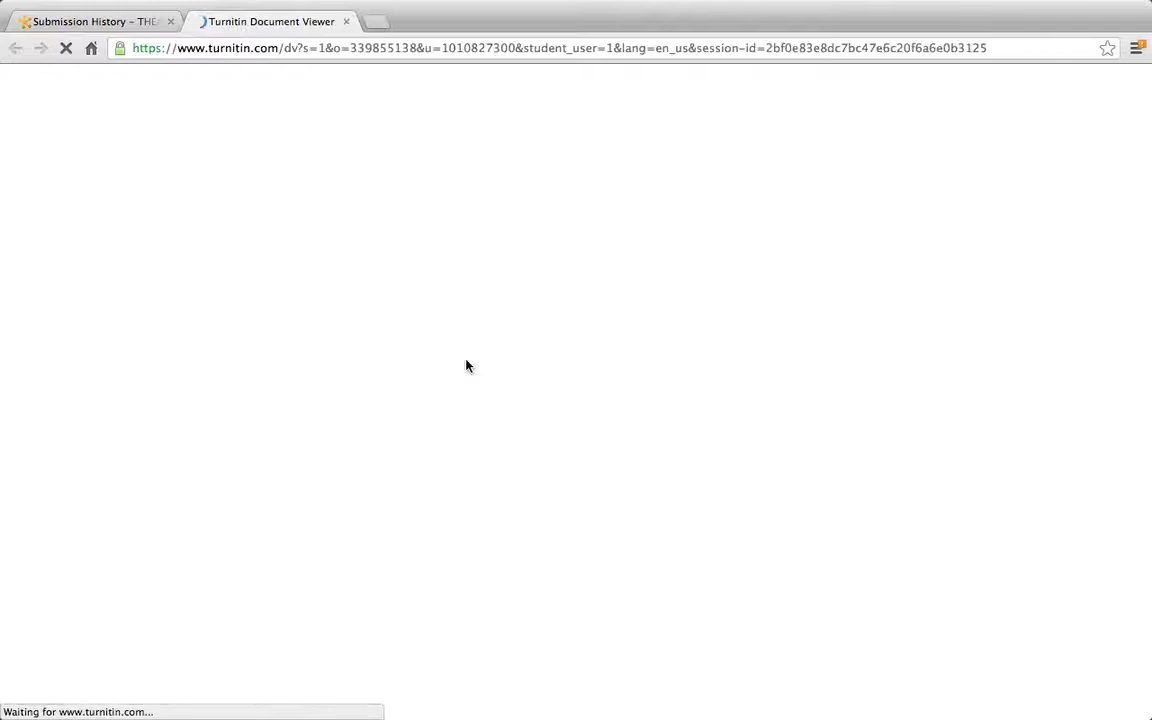 Submission History – THE
Turnitin Document Viewer
https://www.turnitin.com/dv?s=1&o=339855138&u=1010827300&student_user=1&lang=en_us&session-id=2bf0e83e8dc7bc47e6c20f6a6e0b3125
Waiting for www.turnitin.com...